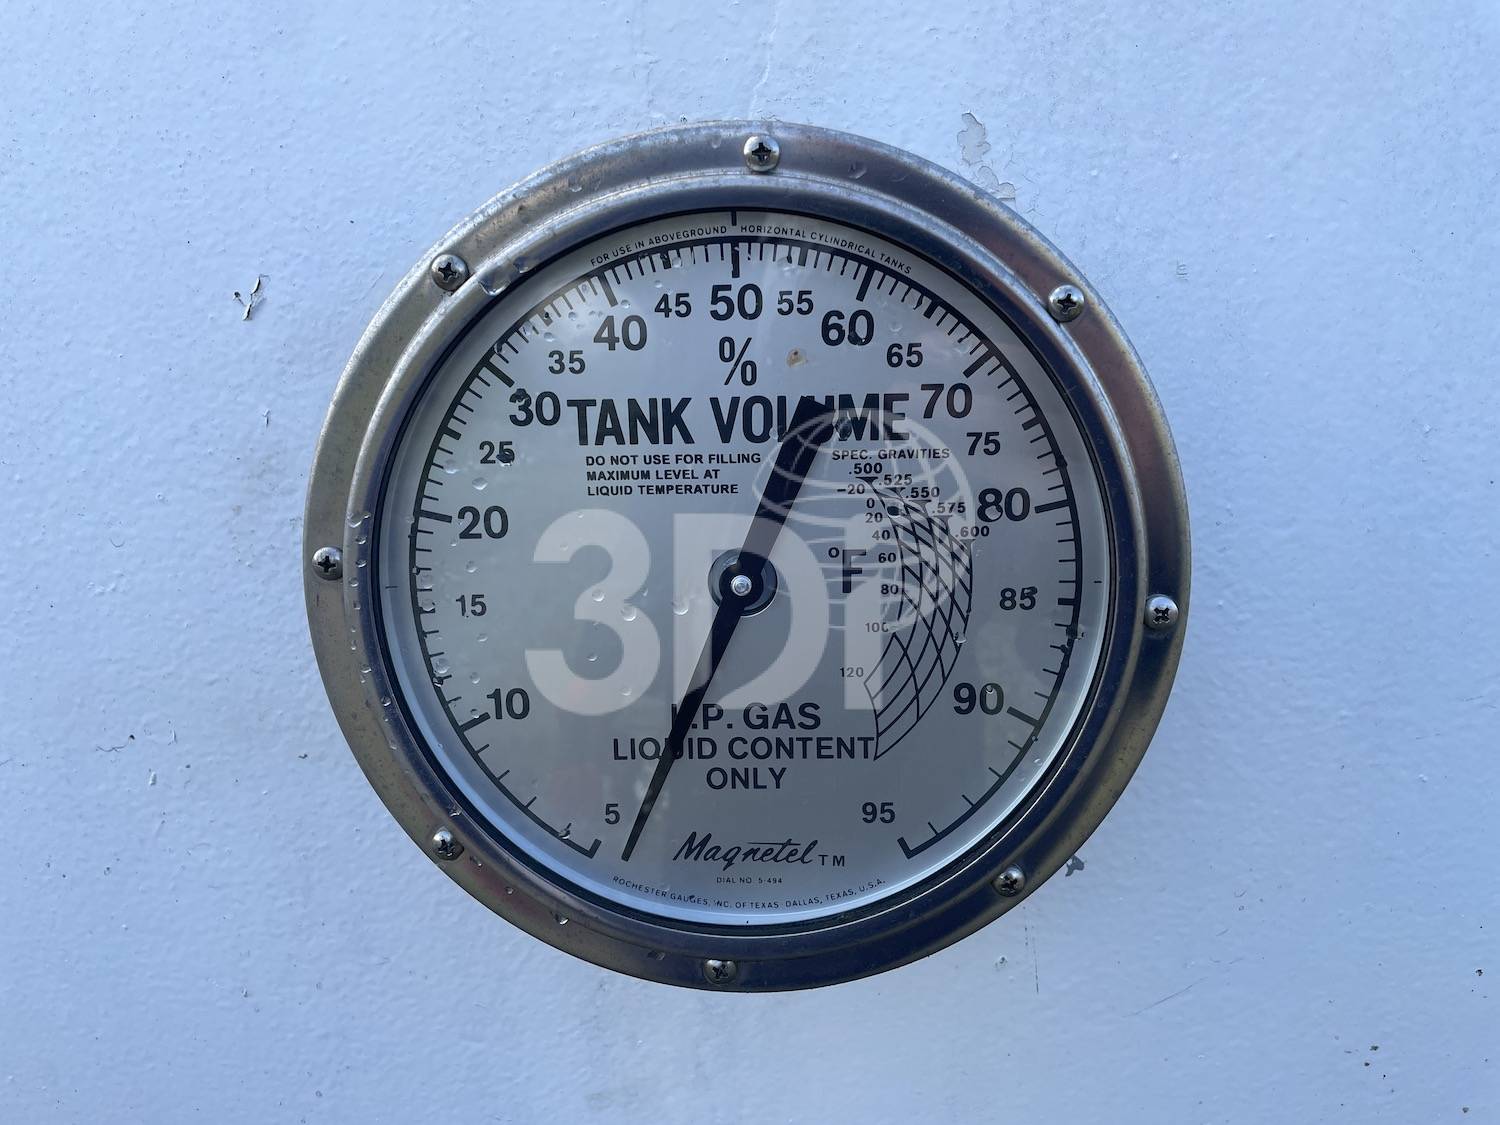 FOR USE IN ABOVEGROUND HORIZONTAL CYLINDRICAL TANKS
45 50 55
40 60
35 % 65
30 TANK VOLUME 70
25 75
DO NOT USE FOR FILLING
MAXIMUM LEVEL AT
LIQUID TEMPERATURE
SPEC. GRAVITIES
.500
.525
.550
.575
.600
-20
0
20
40
60
80
100
120
°F
20 80
15 85
10 90
3DI
L.P. GAS
LIQUID CONTENT
ONLY
5 95
Magnetel TM
DIAL NO. 5-494
ROCHESTER GAUGES, INC. OF TEXAS DALLAS, TEXAS, U.S.A.